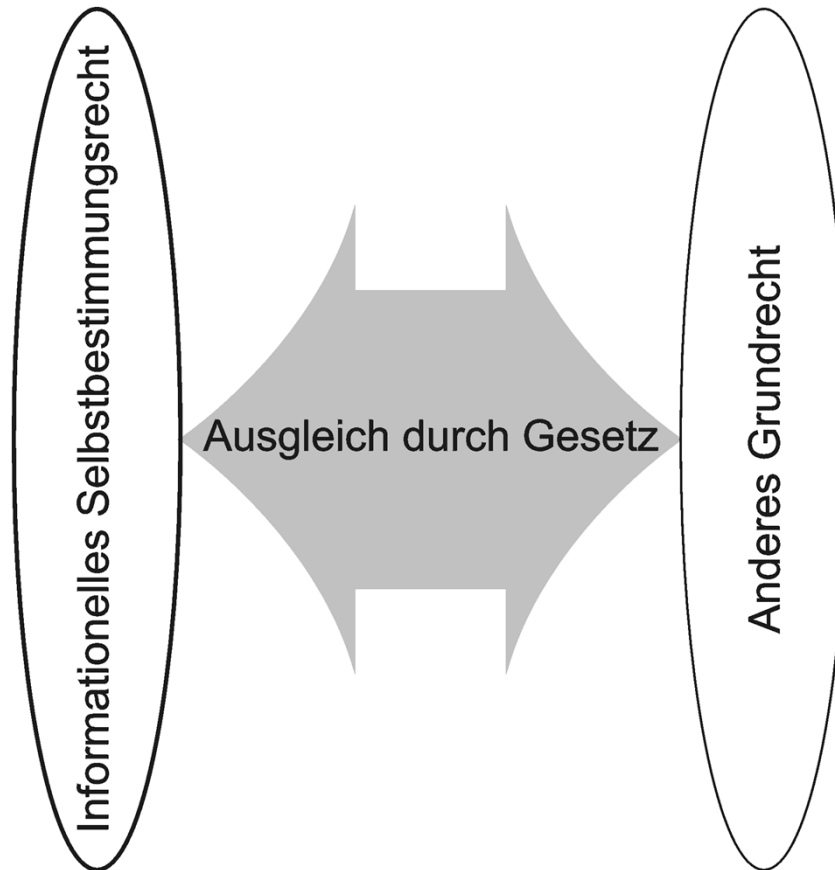 Informationelles Selbstbestimmungsrecht
Ausgleich durch Gesetz
Anderes Grundrecht